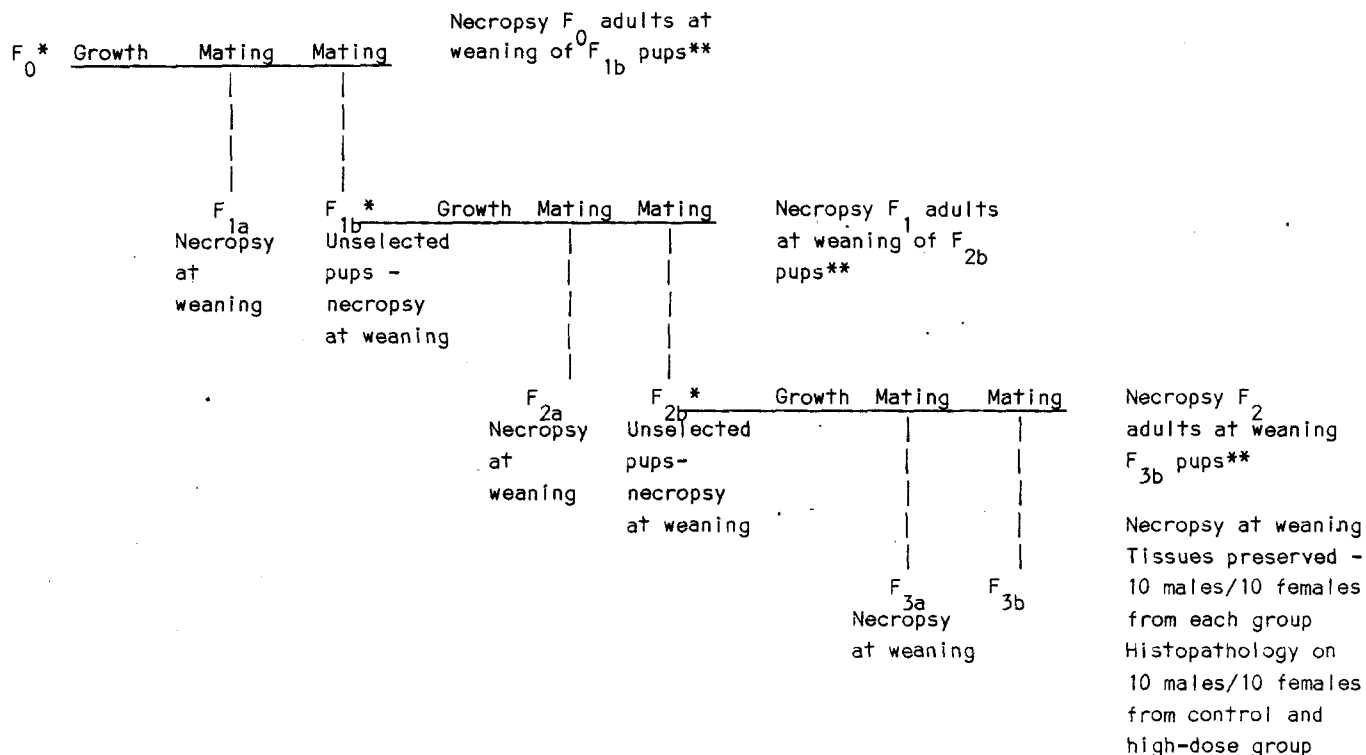 F0* Growth Mating Mating
Necropsy F0 adults at
weaning of F1b pups**
F1a
Necropsy
at
weaning
F1b*
Unselected
pups -
necropsy
at weaning
Growth Mating Mating
Necropsy F1 adults
at weaning of F2b
pups**
F2a
Necropsy
at
weaning
F2b*
Unselected
pups-
necropsy
at weaning
Growth Mating Mating
Necropsy F2
adults at weaning
F3b pups**
F3a
Necropsy
at weaning
F3b
Necropsy at weaning
Tissues preserved -
10 males/10 females
from each group
Histopathology on
10 males/10 females
from control and
high-dose group